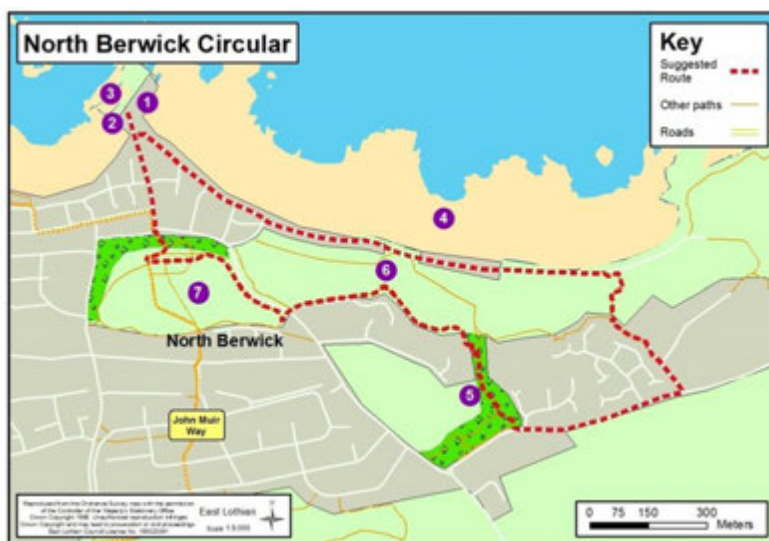 North Berwick Circular
Key
Suggested
Route
Other paths
Roads
3
1
2
4
6
7
North Berwick
5
John Muir
Way
East Lothian
0 75 150 300
Meters